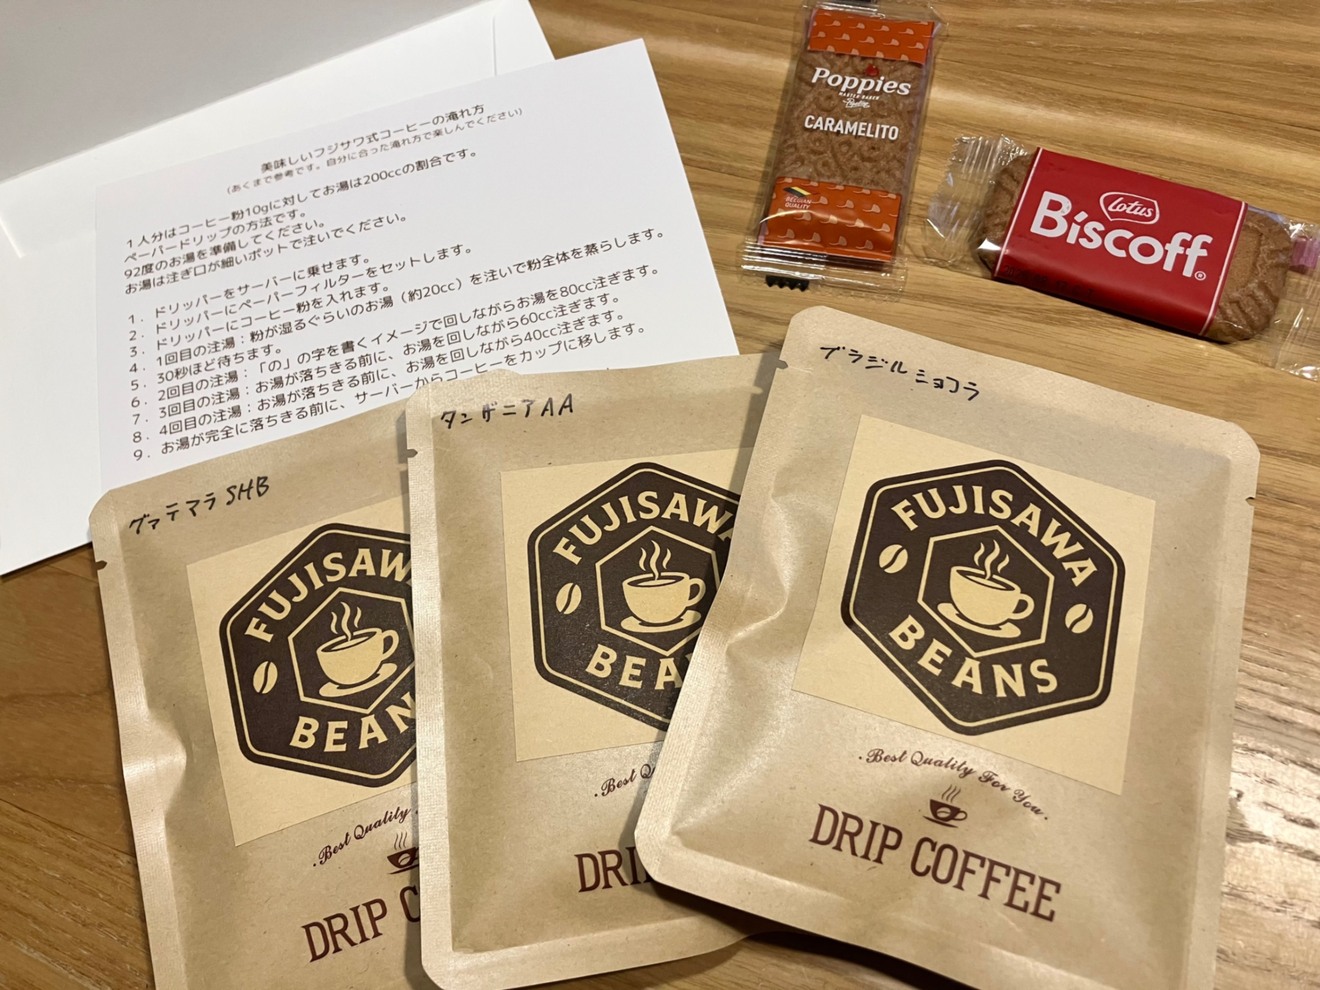 美味しいフジサワ式コーヒーの淹れ方
(あくまで参考です。自分に合った淹れ方で楽しんでください)
1人分はコーヒー粉10gに対してお湯は200ccの割合です。
ペーパードリップの方法です。
92度のお湯を準備してください。
お湯は注ぎ口が細いポットで注いでください。
1. ドリッパーをサーバーに乗せます。
2. ドリッパーにペーパーフィルターをセットします。
3. ドリッパーにコーヒー粉を入れます。
4. 1回目の注湯：粉が湿るぐらいのお湯（約20cc）を注いで粉全体を蒸らします。
5. 30秒ほど待ちます。
6. 2回目の注湯：「の」の字を書くイメージで回しながらお湯を80cc注ぎます。
7. 3回目の注湯：お湯が落ちきる前に、お湯を回しながら60cc注ぎます。
8. 4回目の注湯：お湯が落ちきる前に、お湯を回しながら40cc注ぎます。
9. お湯が完全に落ちきる前に、サーバーからコーヒーをカップに移します。
Poppies
CARAMELITO
BELGIAN
QUALITY
Lotus
Biscoff
グァテマラ SHB
FUJISAW
BEAN
Best Quality
DRIP C
タンザニア AA
FUJISAWA
BEA
Best Q
DRI
ブラジル ショコラ
FUJISAWA
BEANS
Best Quality For You
DRIP COFFEE